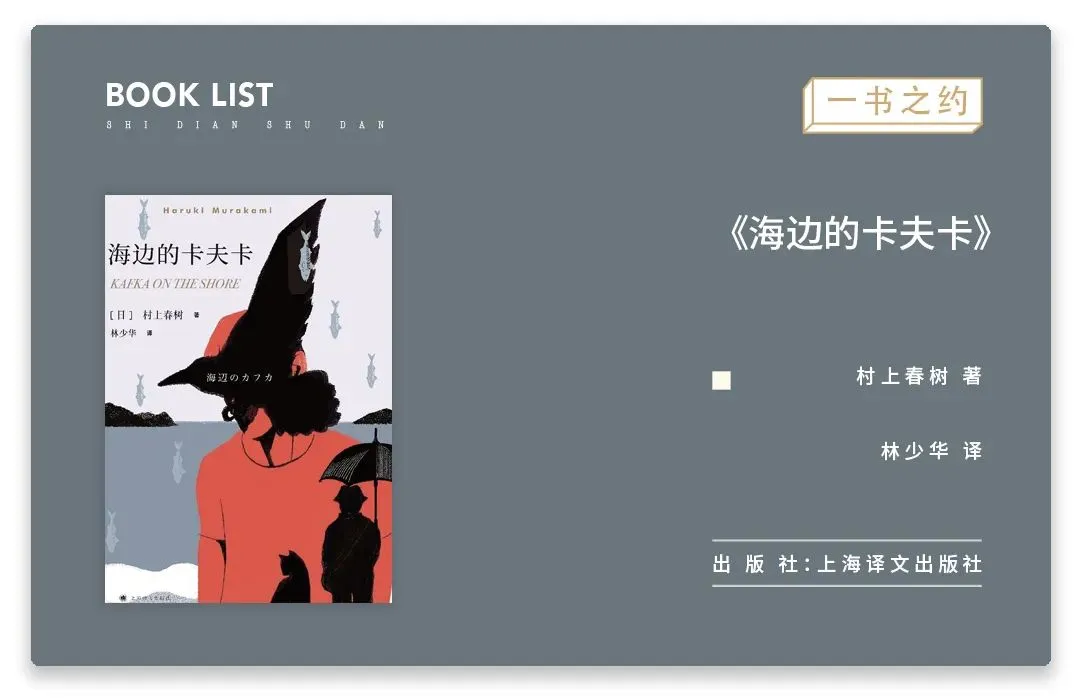 BOOK LIST
SHI DIAN SHU DAN
一书之约
Haruki Murakami
海边的卡夫卡
KAFKA ON THE SHORE
［日］ 村上春树 著
林少华 译
海辺のカフカ
《海边的卡夫卡》
村上春树 著
林少华 译
出 版 社:上海译文出版社